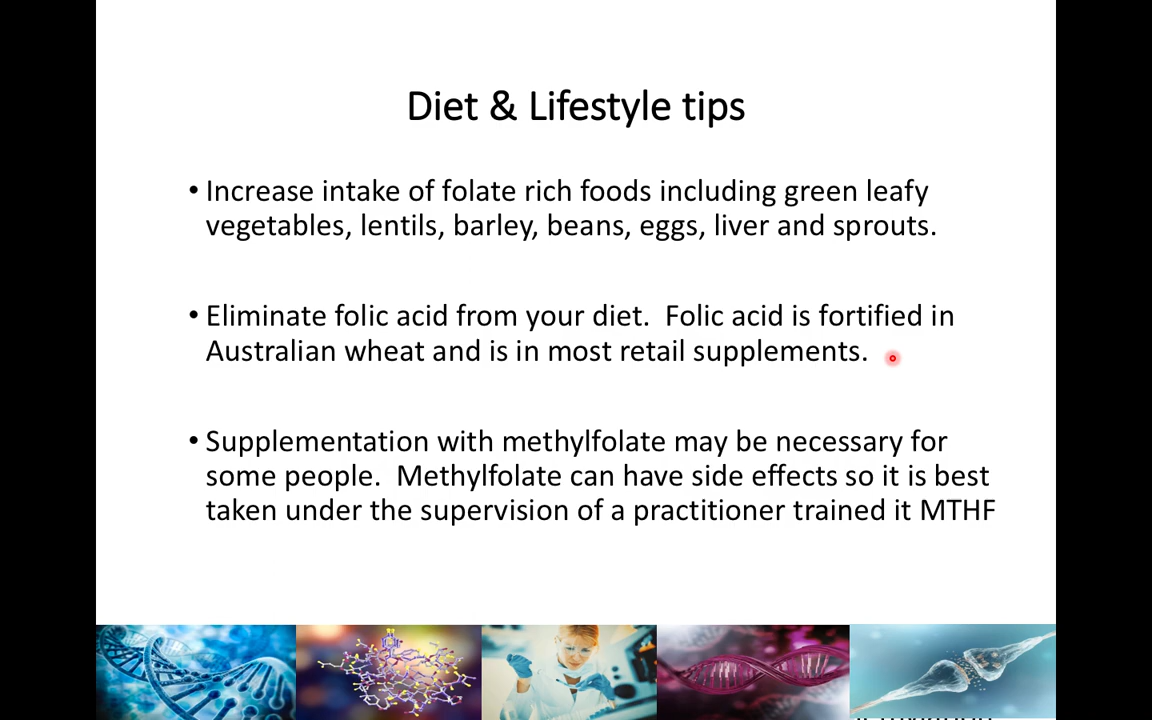 Diet & Lifestyle tips
• Increase intake of folate rich foods including green leafy
vegetables, lentils, barley, beans, eggs, liver and sprouts.
• Eliminate folic acid from your diet.  Folic acid is fortified in
Australian wheat and is in most retail supplements.
• Supplementation with methylfolate may be necessary for
some people.  Methylfolate can have side effects so it is best
taken under the supervision of a practitioner trained it MTHF